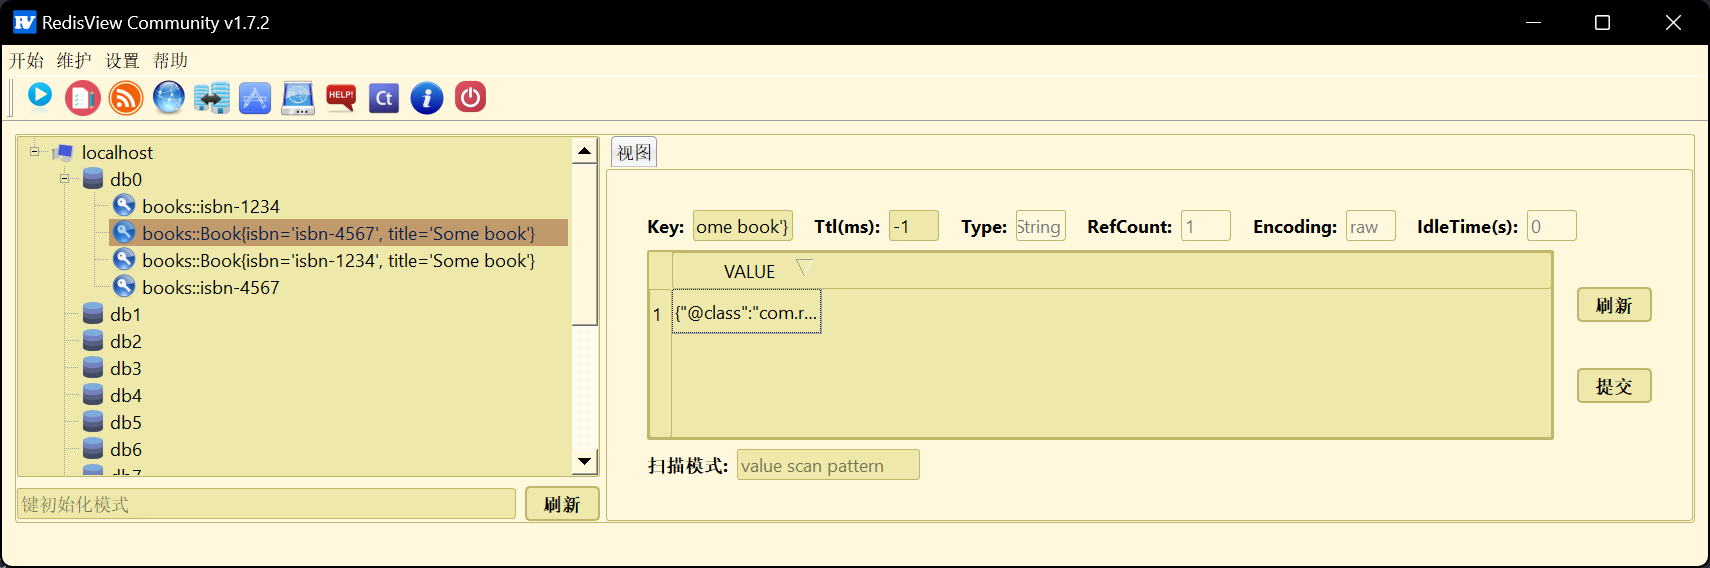 RedisView Community v1.7.2
开始 维护 设置 帮助
HELP! Ct
localhost
db0
books::isbn-1234
books::Book{isbn='isbn-4567', title='Some book'}
books::Book{isbn='isbn-1234', title='Some book'}
books::isbn-4567
db1
db2
db3
db4
db5
db6
db7
键初始化模式 刷新
视图
Key: ome book'} Ttl(ms): -1 Type: String RefCount: 1 Encoding: raw IdleTime(s): 0
VALUE
1 {"@class":"com.r...
刷新
提交
扫描模式: value scan pattern